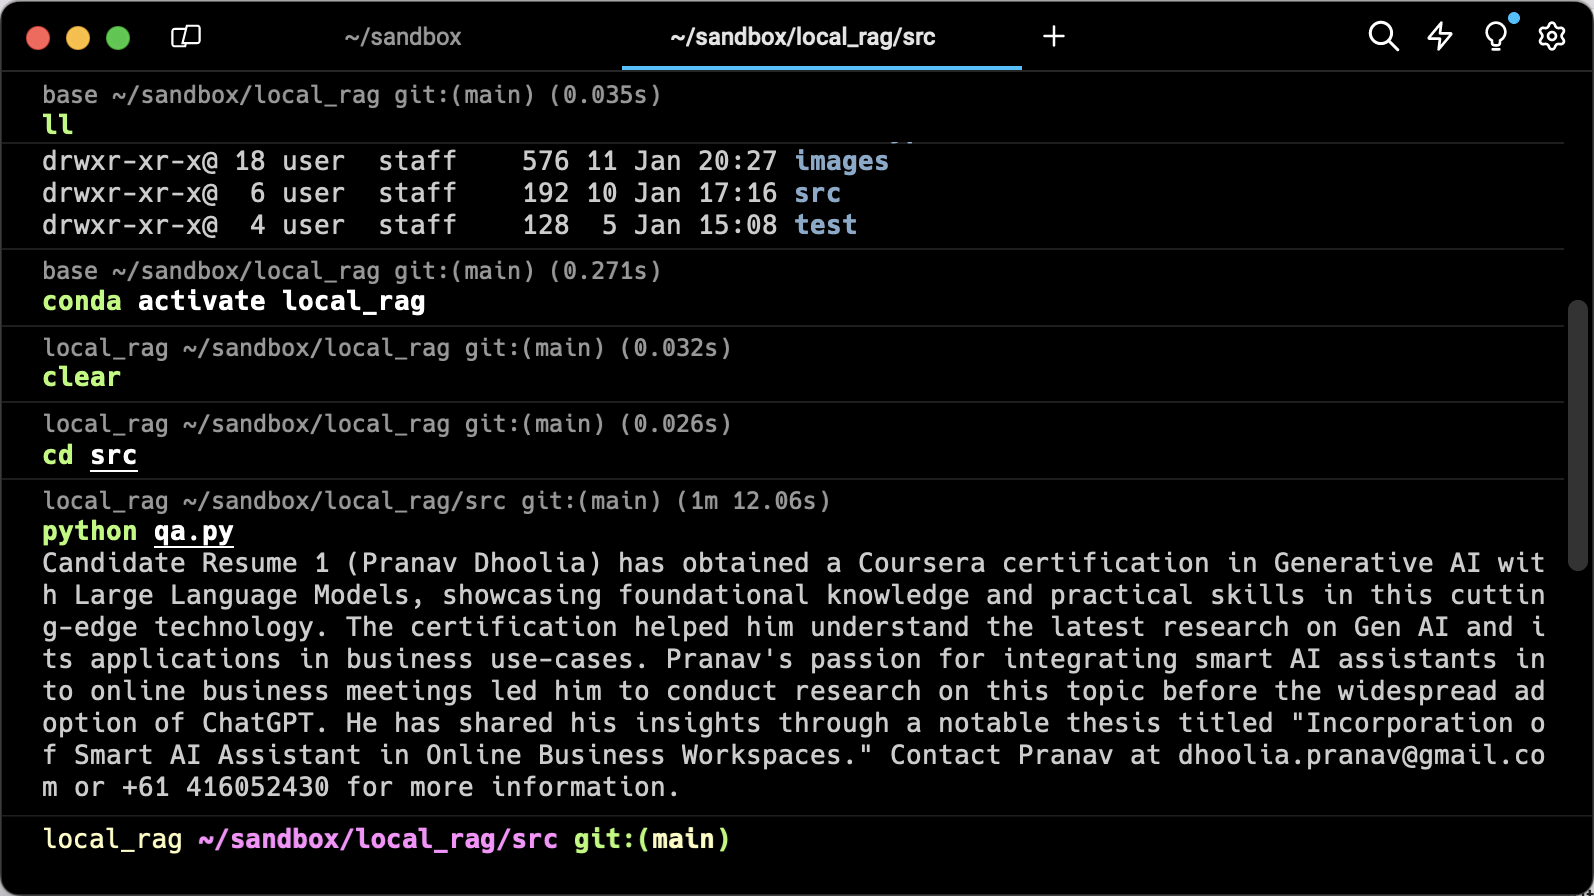 ~/sandbox
~/sandbox/local_rag/src
base ~/sandbox/local_rag git:(main) (0.035s)
ll
drwxr-xr-x@ 18 user  staff    576 11 Jan 20:27 images
drwxr-xr-x@  6 user  staff    192 10 Jan 17:16 src
drwxr-xr-x@  4 user  staff    128  5 Jan 15:08 test
base ~/sandbox/local_rag git:(main) (0.271s)
conda activate local_rag
local_rag ~/sandbox/local_rag git:(main) (0.032s)
clear
local_rag ~/sandbox/local_rag git:(main) (0.026s)
cd src
local_rag ~/sandbox/local_rag/src git:(main) (1m 12.06s)
python qa.py
Candidate Resume 1 (Pranav Dhoolia) has obtained a Coursera certification in Generative AI wit
h Large Language Models, showcasing foundational knowledge and practical skills in this cuttin
g-edge technology. The certification helped him understand the latest research on Gen AI and i
ts applications in business use-cases. Pranav's passion for integrating smart AI assistants in
to online business meetings led him to conduct research on this topic before the widespread ad
option of ChatGPT. He has shared his insights through a notable thesis titled "Incorporation o
f Smart AI Assistant in Online Business Workspaces." Contact Pranav at dhoolia.pranav@gmail.co
m or +61 416052430 for more information.
local_rag ~/sandbox/local_rag/src git:(main)